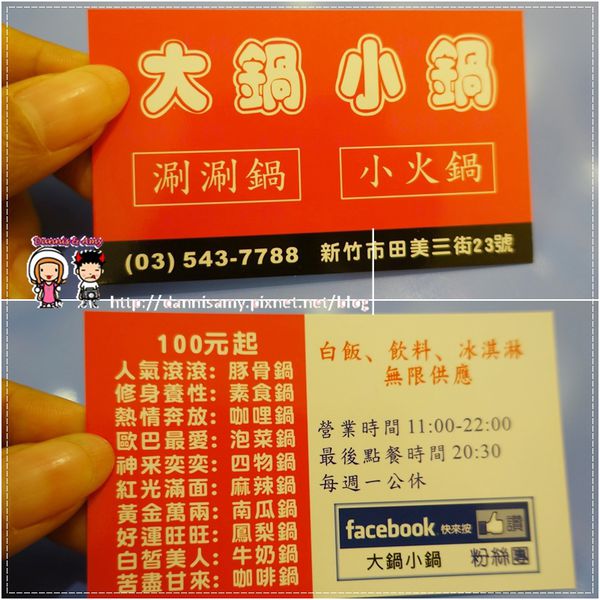 大鍋小鍋
涮涮鍋 小火鍋
(03) 543-7788 新竹市田美三街23號
Dannis & Amy
http://dannisamy.pixnet.net/blog
100元起
人氣滾滾: 豚骨鍋
修身養性: 素食鍋
熱情奔放: 咖哩鍋
歐巴最愛: 泡菜鍋
神采奕奕: 四物鍋
紅光滿面: 麻辣鍋
黃金萬兩: 南瓜鍋
好運旺旺: 鳳梨鍋
白皙美人: 牛奶鍋
苦盡甘來: 咖啡鍋
白飯、飲料、冰淇淋
無限供應
營業時間 11:00-22:00
最後點餐時間 20:30
每週一公休
facebook 快來按 讚
大鍋小鍋 粉絲團